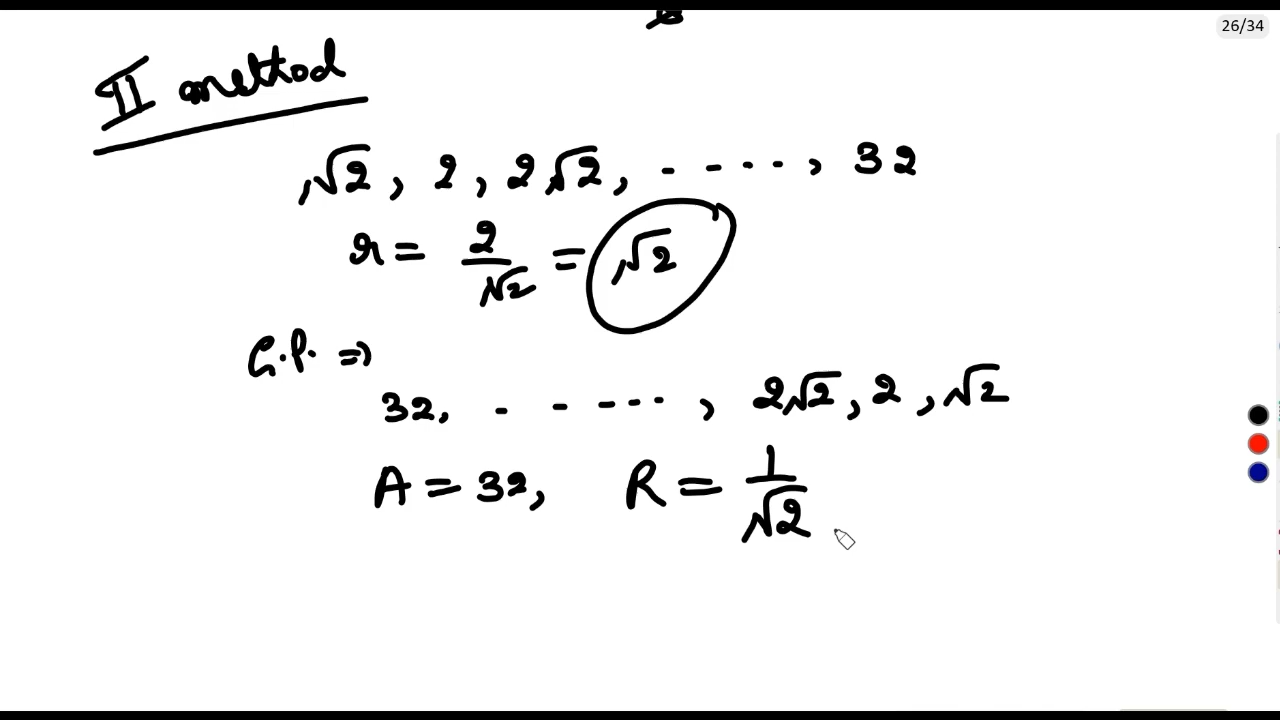 26/34
II method
√2, 2, 2√2, - - - - -, 32
r = 2/√2 = √2
G.P. ⇒
32, - - - - - -, 2√2, 2, √2
A = 32, R = 1/√2